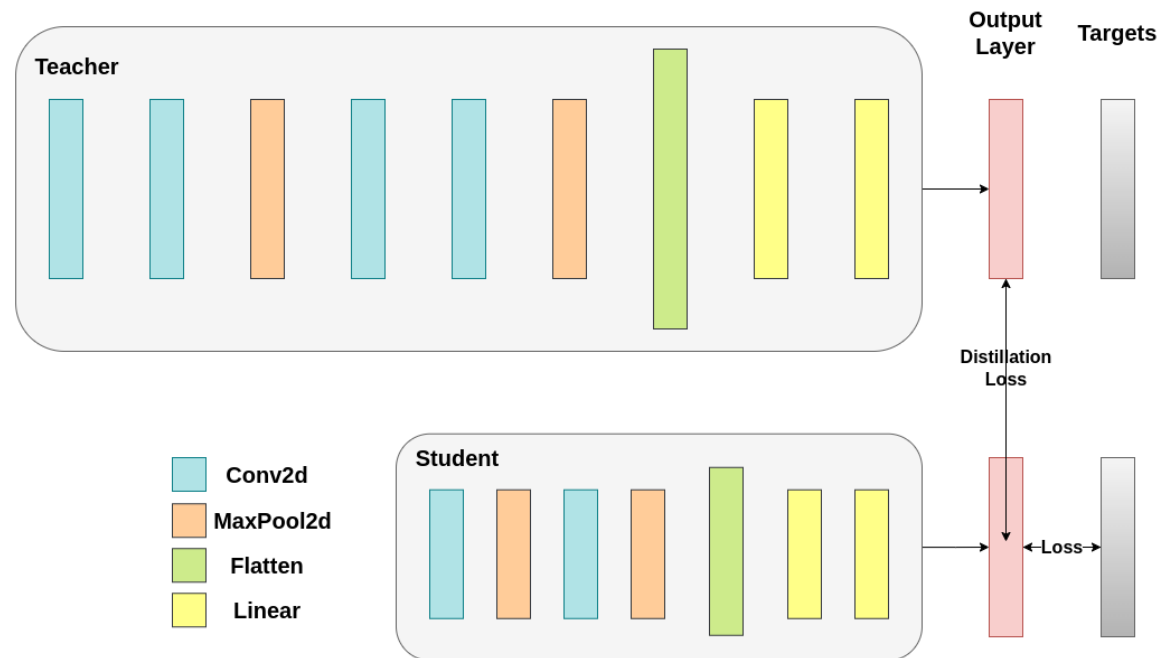 Output
Layer
Targets
Teacher
Distillation
Loss
Student
Conv2d
MaxPool2d
Flatten
Linear
Loss